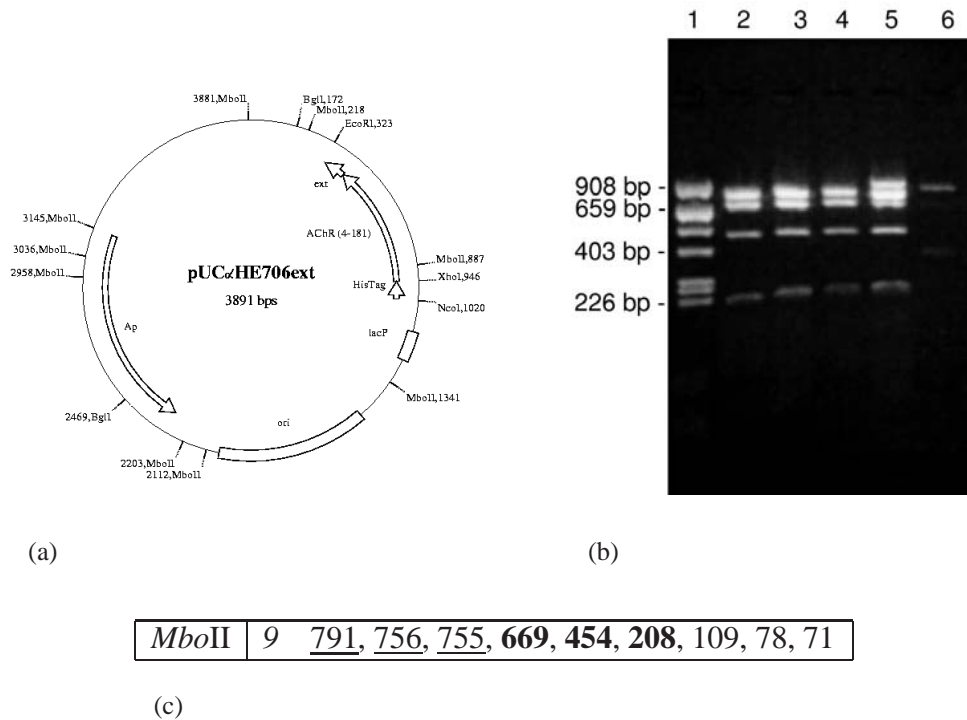 3881,MboII
BglI,172
MboII,218
EcoRI,323
ext
AChR (4-181)
3145,MboII
3036,MboII
2958,MboII
pUCαHE706ext
3891 bps
MboII,887
XhoI,946
HisTag
NcoI,1020
lacP
Ap
MboII,1341
2469,BglI
ori
2203,MboII
2112,MboII
(a)
1 2 3 4 5 6
908 bp -
659 bp -
403 bp -
226 bp -
(b)
MboII 9 791, 756, 755, 669, 454, 208, 109, 78, 71
(c)